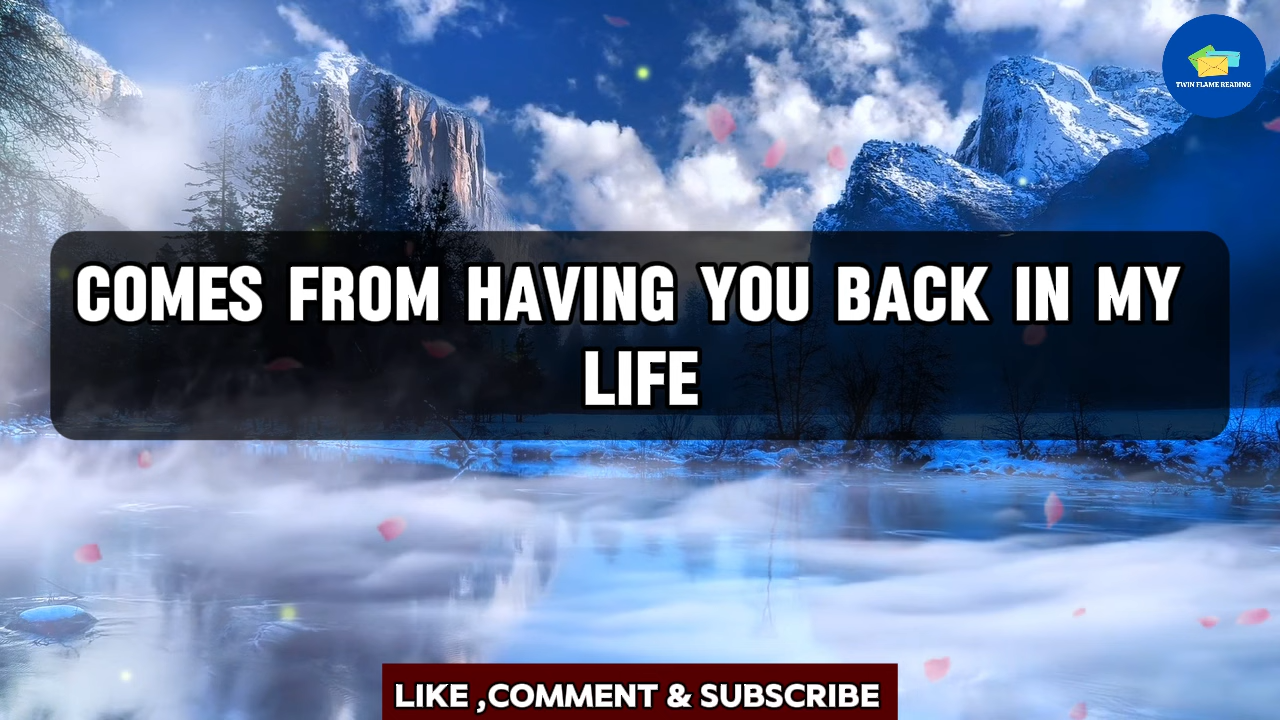 TWIN FLAME READING
COMES FROM HAVING YOU BACK IN MY
LIFE
LIKE ,COMMENT & SUBSCRIBE